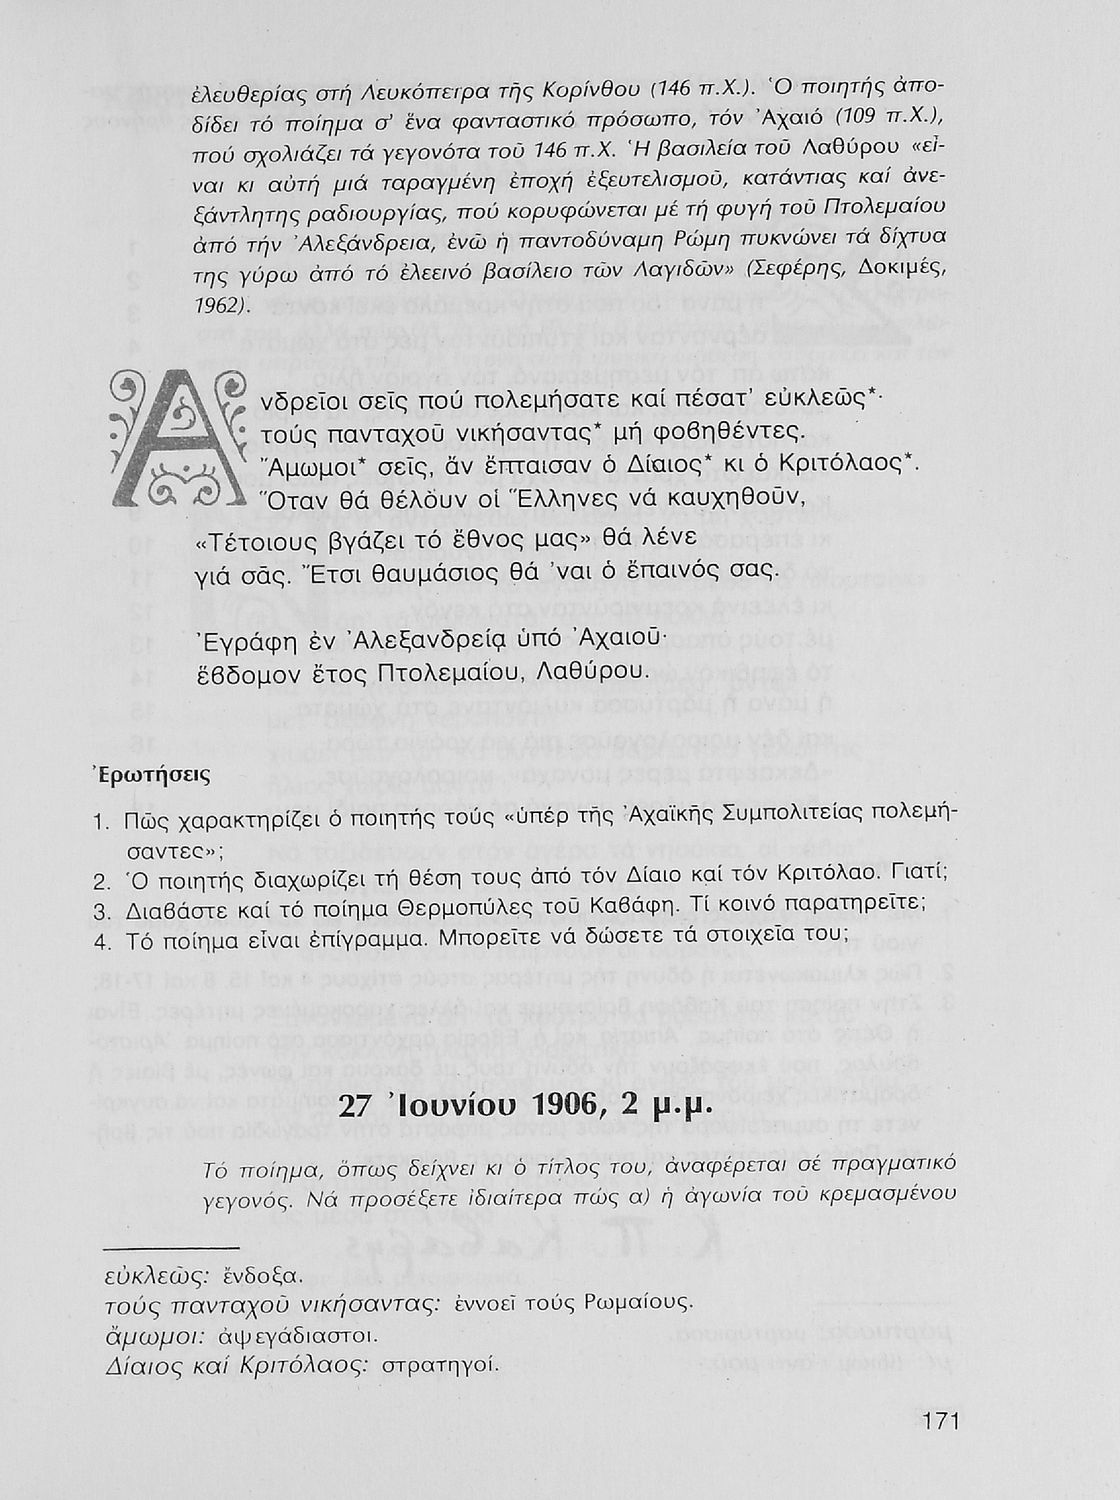 ἐλευθερίας στή Λευκόπετρα τῆς Κορίνθου (146 π.Χ.). Ὁ ποιητής ἀπο-
δίδει τό ποίημα σ' ἕνα φανταστικό πρόσωπο, τόν Ἀχαιό (109 π.Χ.),
πού σχολιάζει τά γεγονότα τοῦ 146 π.Χ. Ἡ βασιλεία τοῦ Λαθύρου «εἶ-
ναι κι αὐτή μιά ταραγμένη ἐποχή ἐξευτελισμοῦ, κατάντιας καί ἀνε-
ξάντλητης ραδιουργίας, πού κορυφώνεται μέ τή φυγή τοῦ Πτολεμαίου
ἀπό τήν Ἀλεξάνδρεια, ἐνῶ ἡ παντοδύναμη Ρώμη πυκνώνει τά δίχτυα
της γύρω ἀπό τό ἐλεεινό βασίλειο τῶν Λαγιδῶν» (Σεφέρης, Δοκιμές,
1962).
Ἀνδρεῖοι σεῖς πού πολεμήσατε καί πέσατ' εὐκλεῶς*·
τούς πανταχοῦ νικήσαντας* μή φοβηθέντες.
Ἄμωμοι* σεῖς, ἄν ἔπταισαν ὁ Δίαιος* κι ὁ Κριτόλαος*.
Ὅταν θά θέλουν οἱ Ἕλληνες νά καυχηθοῦν,
«Τέτοιους βγάζει τό ἔθνος μας» θά λένε
γιά σᾶς. Ἔτσι θαυμάσιος θά 'ναι ὁ ἔπαινός σας.
Ἐγράφη ἐν Ἀλεξανδρείᾳ ὑπό Ἀχαιοῦ·
ἕβδομον ἔτος Πτολεμαίου, Λαθύρου.
Ἐρωτήσεις
1. Πῶς χαρακτηρίζει ὁ ποιητής τούς «ὑπέρ τῆς Ἀχαϊκῆς Συμπολιτείας πολεμή-
σαντες»;
2. Ὁ ποιητής διαχωρίζει τή θέση τους ἀπό τόν Δίαιο καί τόν Κριτόλαο. Γιατί;
3. Διαβάστε καί τό ποίημα Θερμοπύλες τοῦ Καβάφη. Τί κοινό παρατηρεῖτε;
4. Τό ποίημα εἶναι ἐπίγραμμα. Μπορεῖτε νά δώσετε τά στοιχεῖα του;
27 Ἰουνίου 1906, 2 μ.μ.
Τό ποίημα, ὅπως δείχνει κι ὁ τίτλος του, ἀναφέρεται σέ πραγματικό
γεγονός. Νά προσέξετε ἰδιαίτερα πώς α) ἡ ἀγωνία τοῦ κρεμασμένου
εὐκλεῶς: ἔνδοξα.
τούς πανταχοῦ νικήσαντας: ἐννοεῖ τούς Ρωμαίους.
ἄμωμοι: ἀψεγάδιαστοι.
Δίαιος καί Κριτόλαος: στρατηγοί.
171